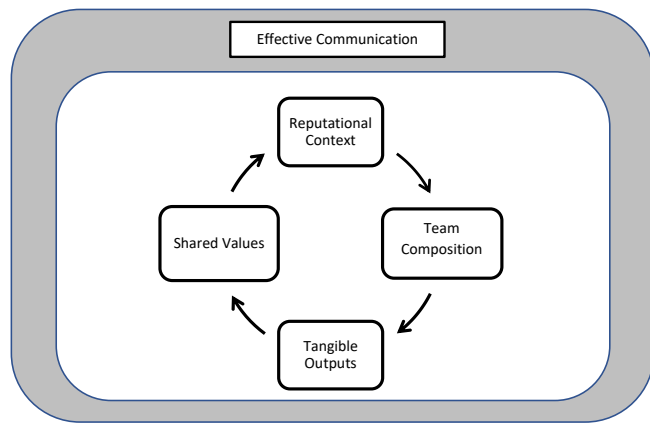 Effective Communication
Reputational
Context
Team
Composition
Shared Values
Tangible
Outputs